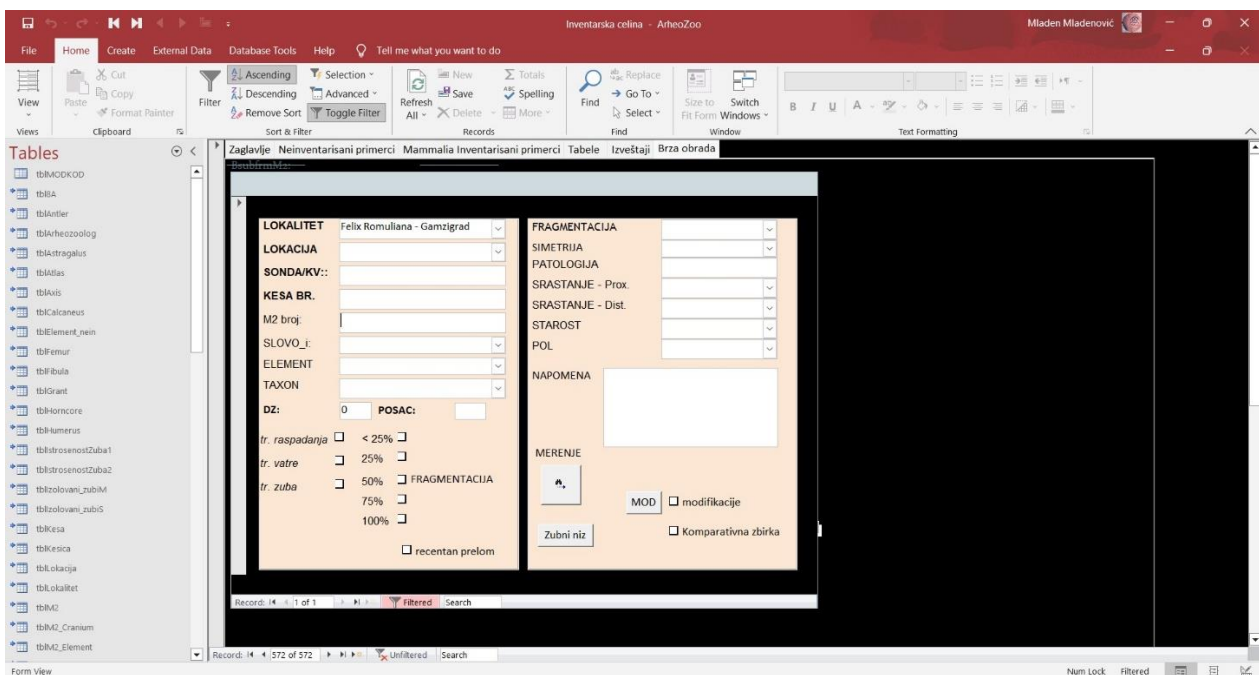 Inventarska celina - ArheoZoo
Mladen Mladenović
File Home Create External Data Database Tools Help Tell me what you want to do
View
Views
Paste
Cut
Copy
Format Painter
Clipboard
Filter
Ascending
Descending
Remove Sort
Selection
Advanced
Toggle Filter
Sort & Filter
Refresh All
New
Save
Delete
Totals
Spelling
More
Records
Find
Replace
Go To
Select
Find
Size to Fit Form
Switch Windows
Window
B I U A
Text Formatting
Tables
tblMODKOD
tblBA
tblAntler
tblArheozoolog
tblAstragalus
tblAtlas
tblAxis
tblCalcaneus
tblElement_nein
tblFemur
tblFibula
tblGrant
tblHorncore
tblHumerus
tblIstrosenostZuba1
tblIstrosenostZuba2
tblIzolovani_zubiM
tblIzolovani_zubiS
tblKesa
tblKesica
tblLokacija
tblLokalitet
tblM2
tblM2_Cranium
tblM2_Element
Zaglavlje Neinventarisani primerci Mammalia Inventarisani primerci Tabele Izveštaji Brza obrada
BsubfrmM2:
LOKALITET Felix Romuliana - Gamzigrad
LOKACIJA
SONDA/KV::
KESA BR.
M2 broj:
SLOVO_i:
ELEMENT
TAXON
DZ: 0 POSAC:
tr. raspadanja < 25%
tr. vatre 25%
tr. zuba 50% FRAGMENTACIJA
75%
100%
recentan prelom
FRAGMENTACIJA
SIMETRIJA
PATOLOGIJA
SRASTANJE - Prox.
SRASTANJE - Dist.
STAROST
POL
NAPOMENA
MERENJE
MOD modifikacije
Zubni niz Komparativna zbirka
Record: 1 of 1 Filtered Search
Record: 572 of 572 Unfiltered Search
Form View Num Lock Filtered